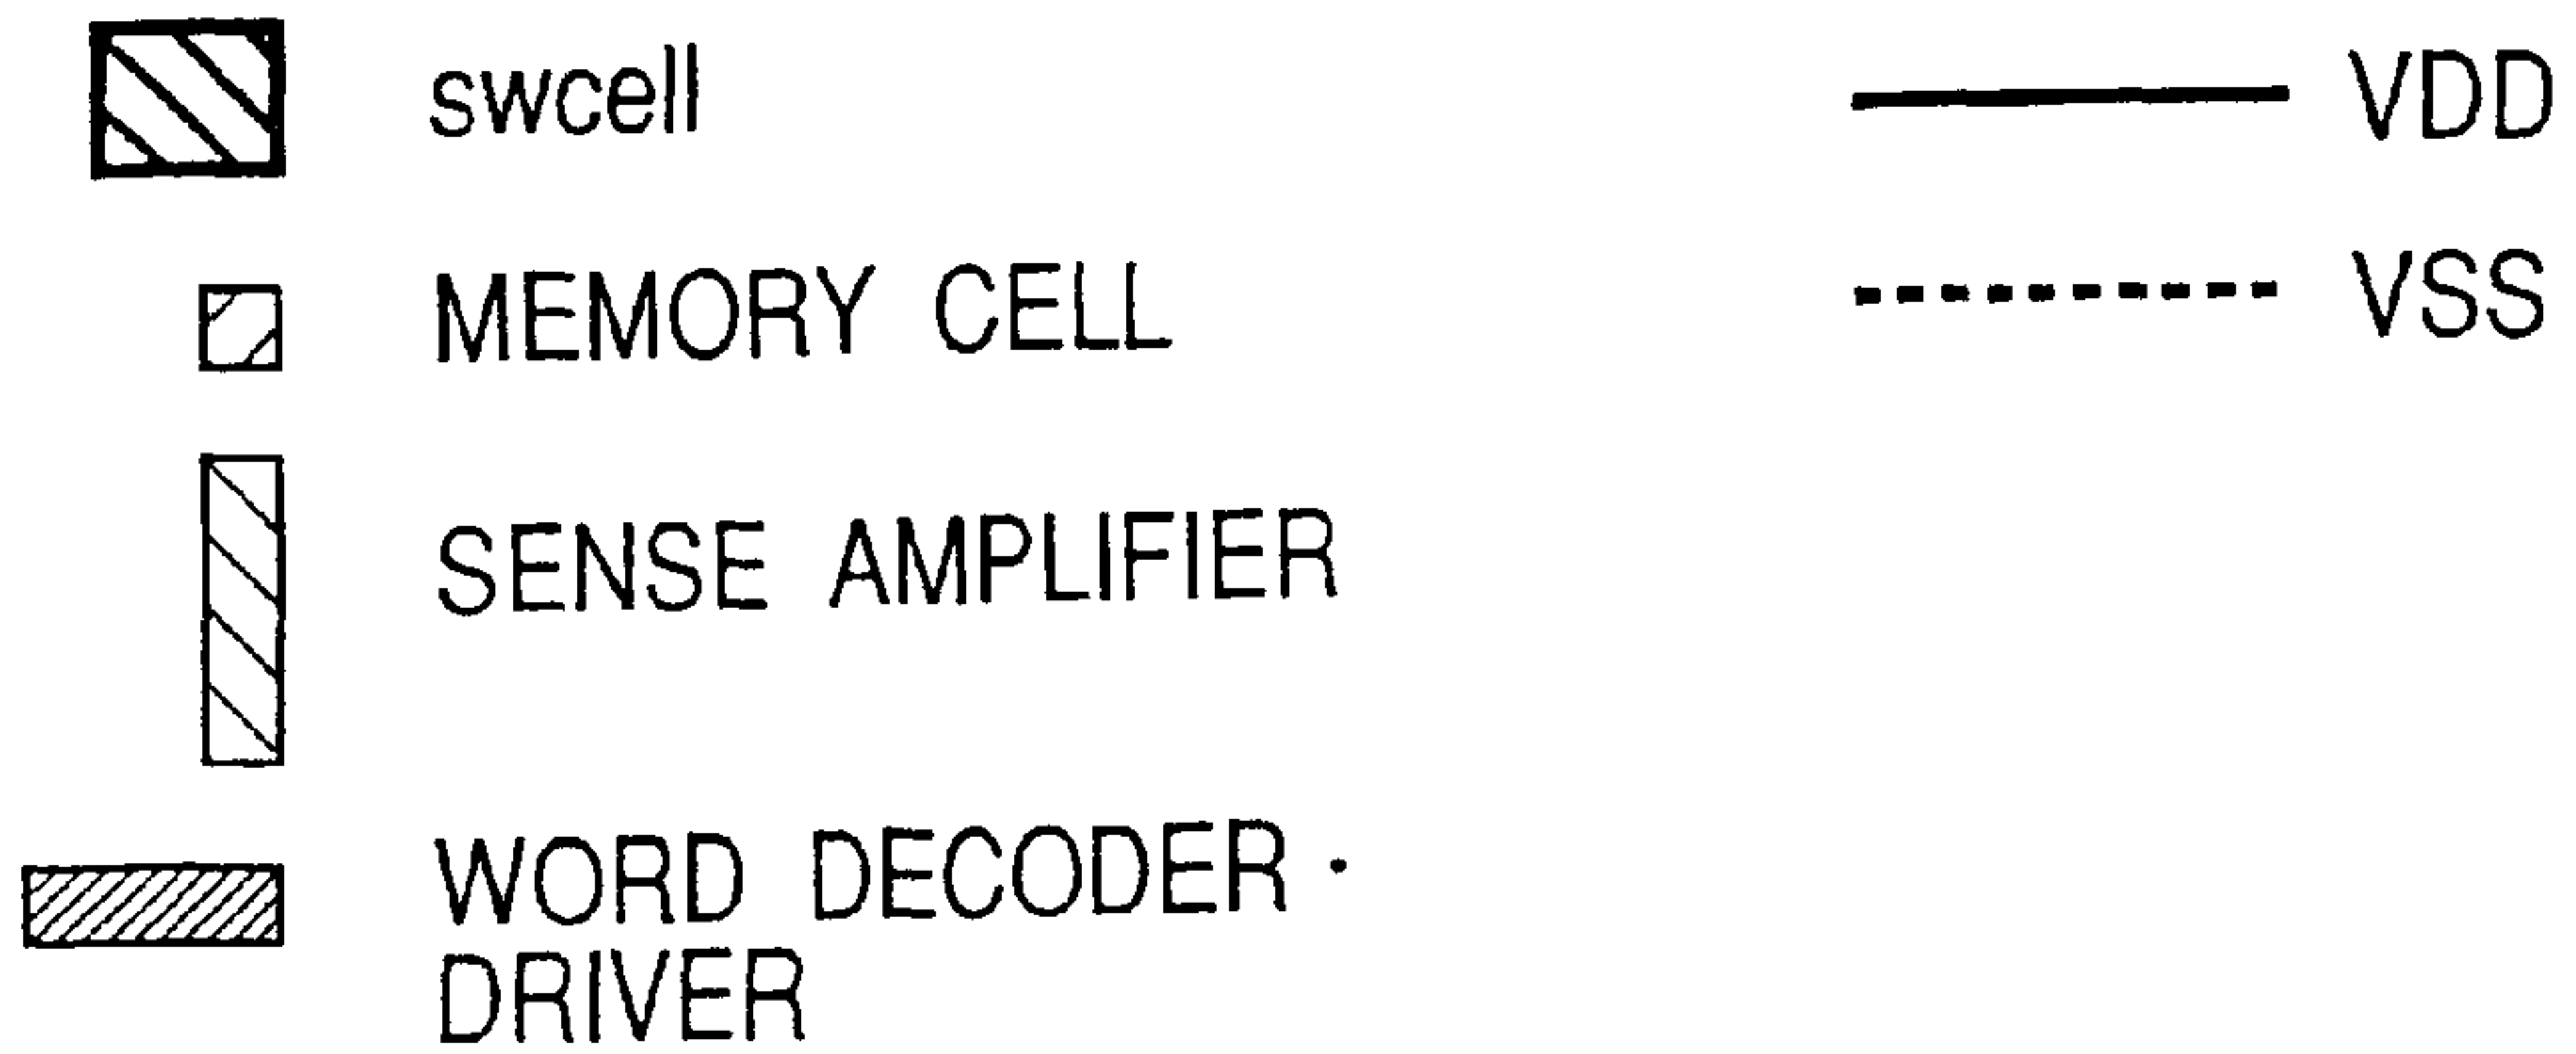 swcell
VDD
MEMORY CELL
VSS
SENSE AMPLIFIER
WORD DECODER ·
DRIVER